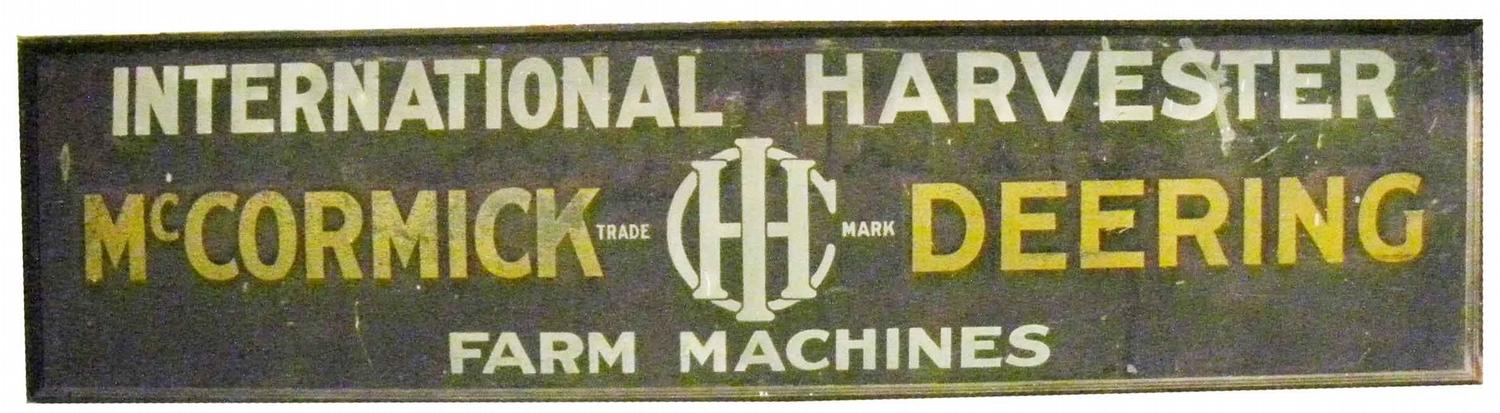 INTERNATIONAL HARVESTER
McCORMICK TRADE IHC MARK DEERING
FARM MACHINES